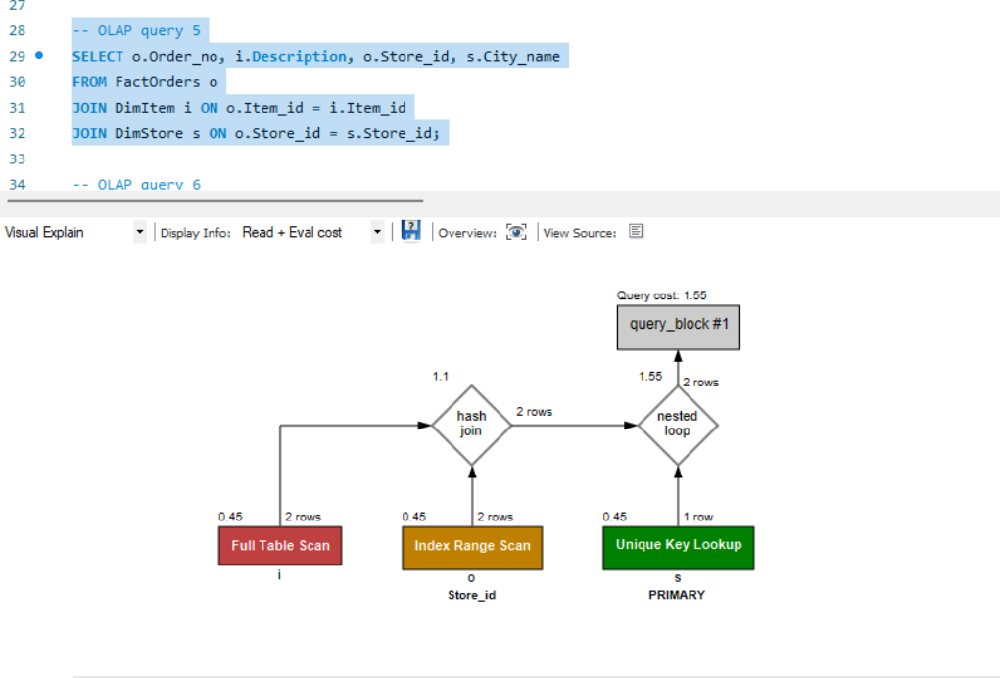 27
28 -- OLAP query 5
29 SELECT o.Order_no, i.Description, o.Store_id, s.City_name
30 FROM FactOrders o
31 JOIN DimItem i ON o.Item_id = i.Item_id
32 JOIN DimStore s ON o.Store_id = s.Store_id;
33
34 -- OLAP query 6
Visual Explain Display Info: Read + Eval cost Overview: View Source:
Query cost: 1.55
query_block #1
1.1
1.55
2 rows
hash
join
2 rows
nested
loop
0.45 2 rows
0.45 2 rows
0.45 1 row
Full Table Scan
Index Range Scan
Unique Key Lookup
i
o
s
Store_id
PRIMARY